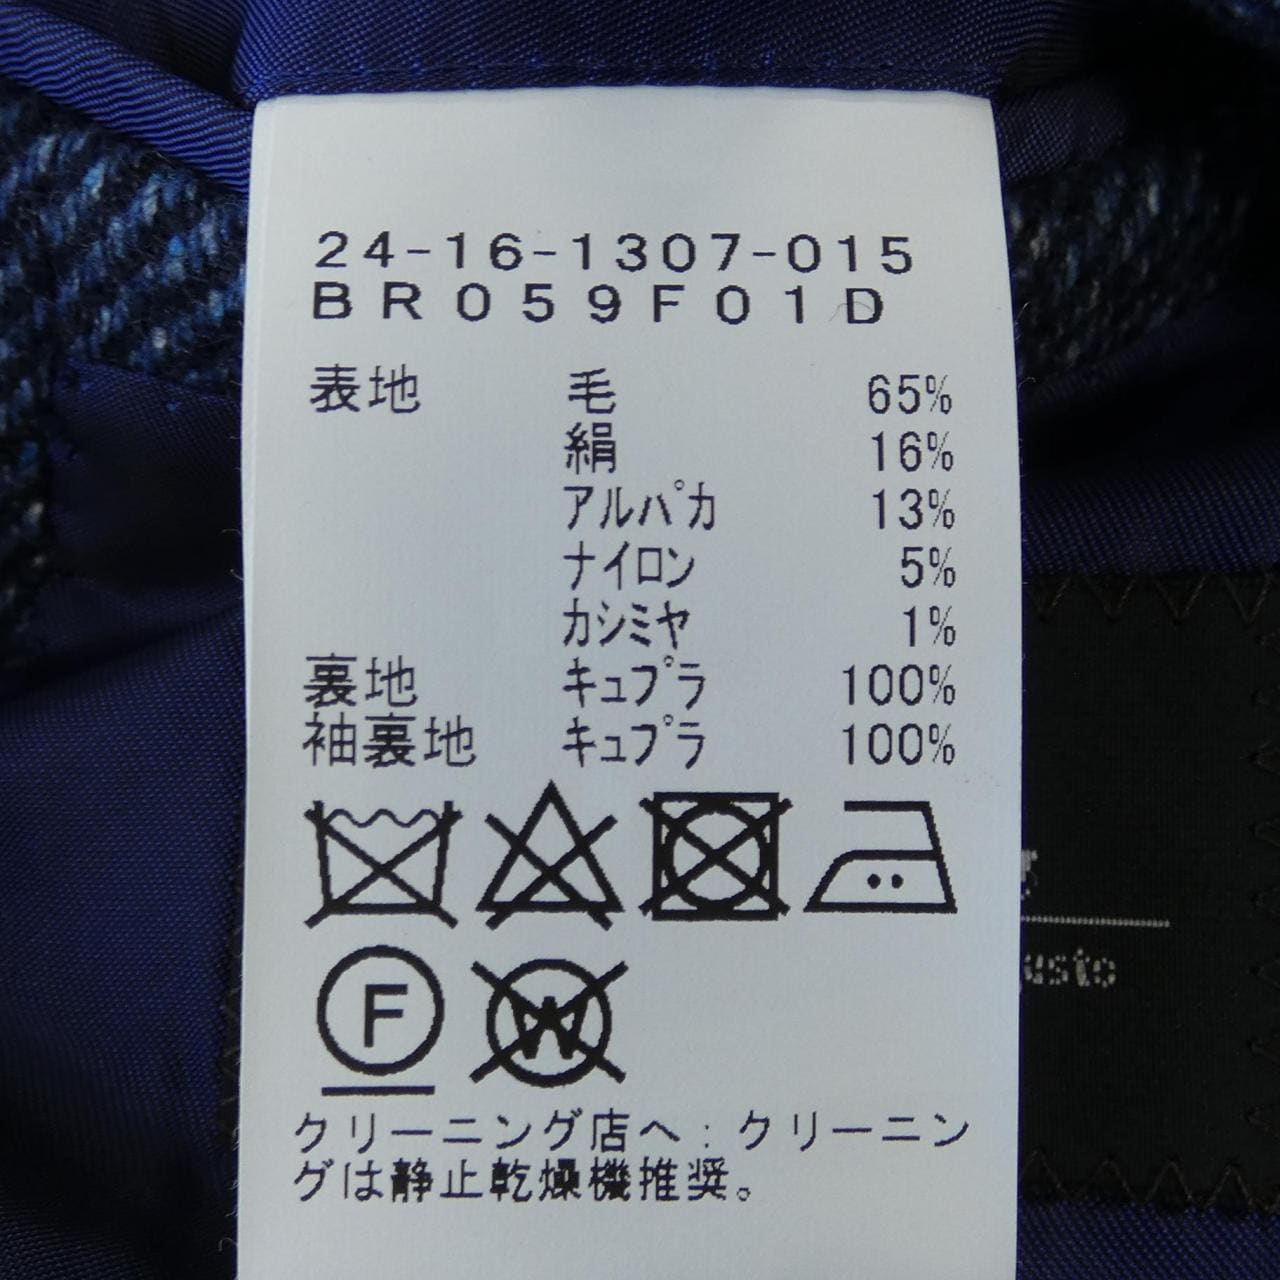 24-16-1307-015
BR059F01D
表地 毛 65%
絹 16%
アルパカ 13%
ナイロン 5%
カシミヤ 1%
裏地 キュプラ 100%
袖裏地 キュプラ 100%
F
W
クリーニング店へ：クリーニン
グは静止乾燥機推奨。